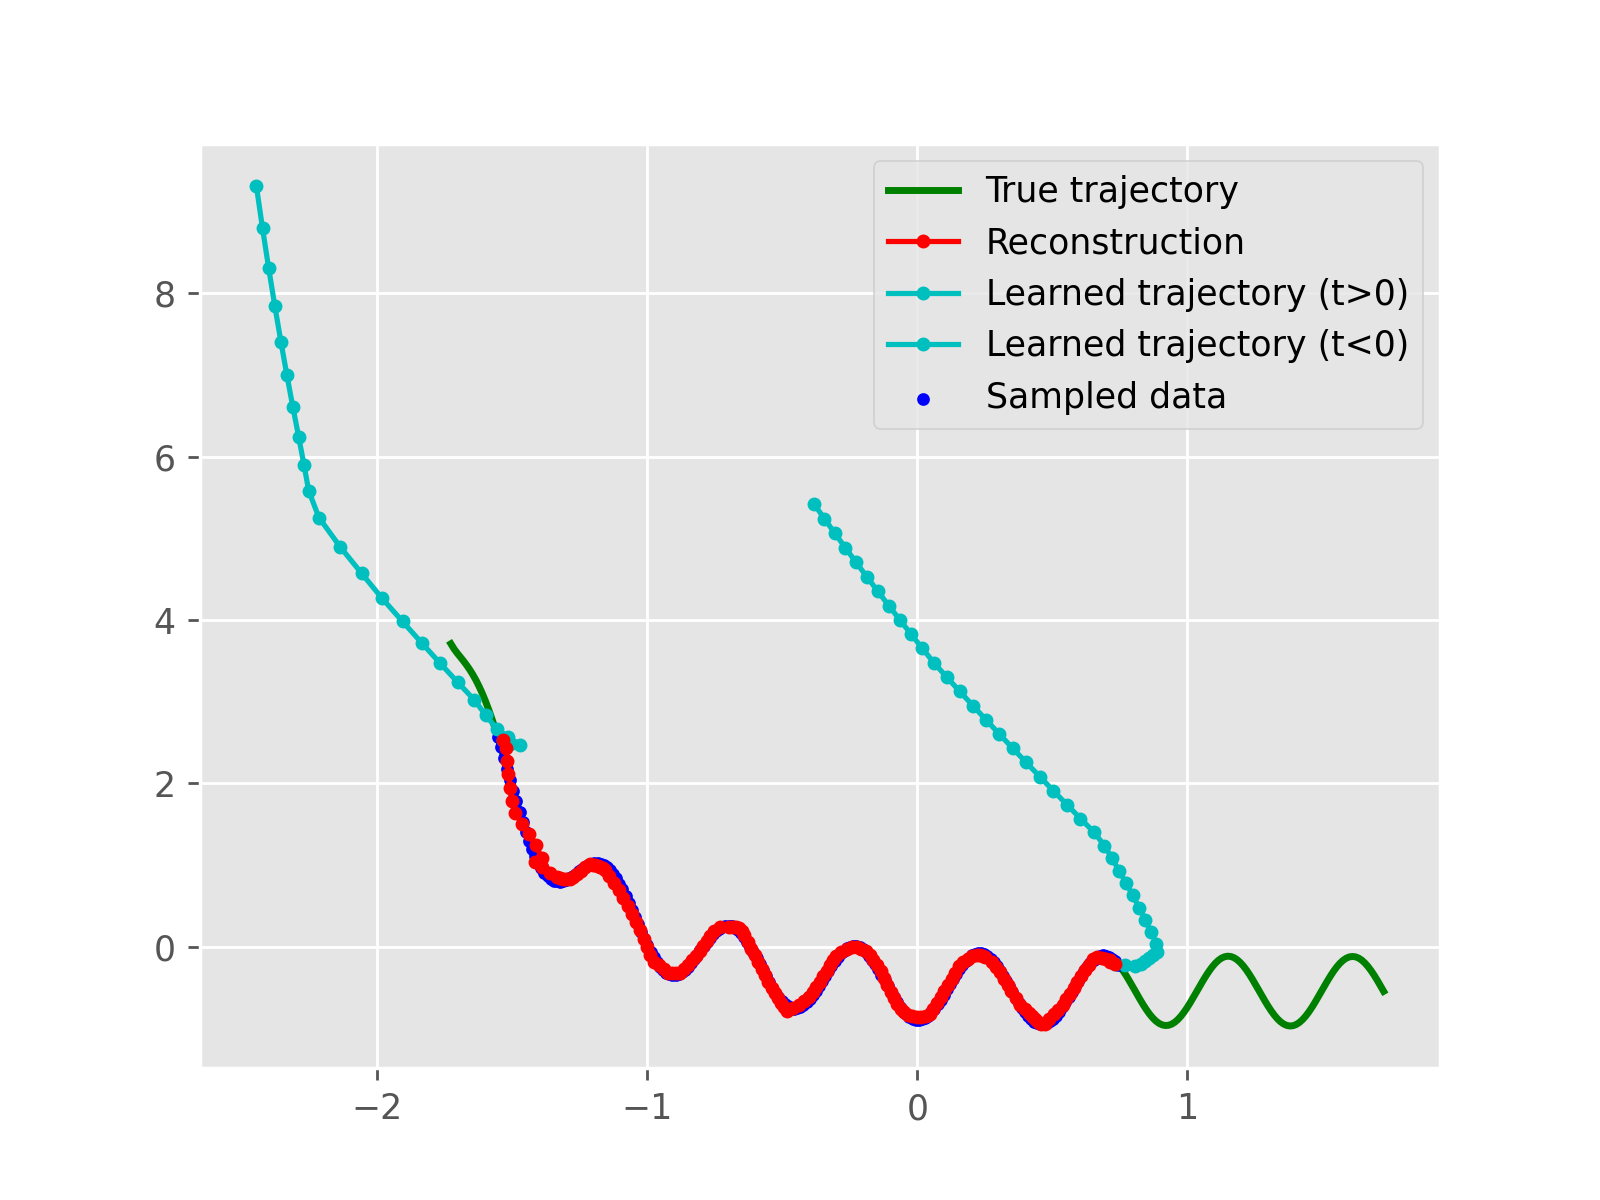 True trajectory
Reconstruction
Learned trajectory (t>0)
Learned trajectory (t<0)
Sampled data
8
6
4
2
0
−2 −1 0 1